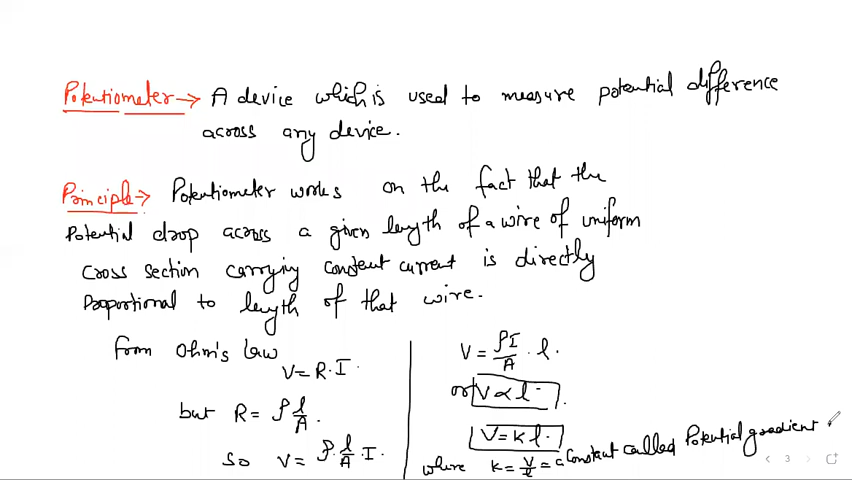 Potentiometer → A device which is used to measure potential difference
across any device.
Principle → Potentiometer works on the fact that the
Potential drop across a given length of a wire of uniform
cross section carrying constant current is directly
Proportional to length of that wire.
from Ohm's law
V = R · I ·
but R = ρ l/A .
so V = ρ · l/A · I ·
V = ρI/A · l ·
or V ∝ l · .
V = K l ·
where K = V/l = a constant called Potential gradient
3